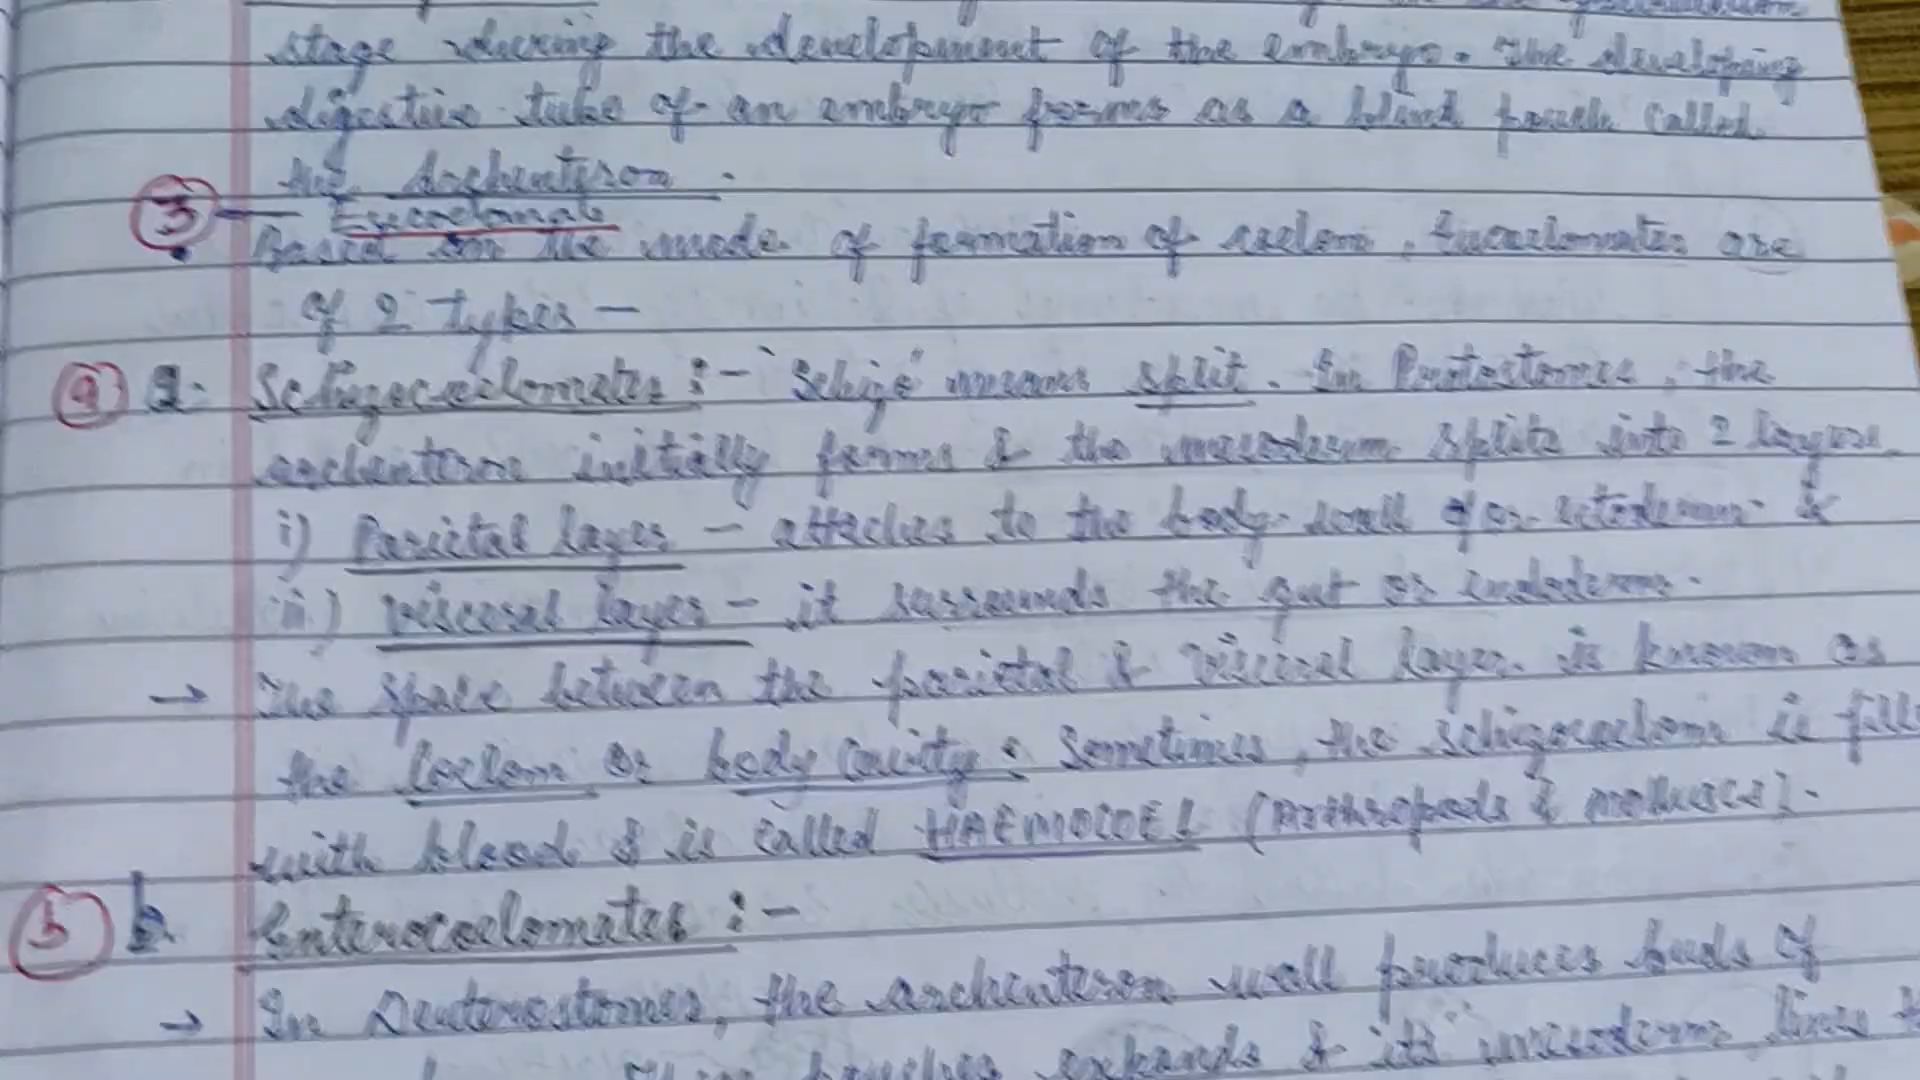 stage during the development of the embryo. The developing
digestive tube of an embryo forms as a blind pouch called
the Archenteron.
3 Eucoelomate
Based on the mode of formation of coelom, Eucoelomates are
of 2 types –
a a. Schizocoelomates :- "Schizo" means split. In Protostomes, the
archenteron initially forms & the mesoderm splits into 2 layers
i) Parietal layer – attaches to the body wall or ectoderm &
ii) visceral layer – it surrounds the gut or endoderm.
→ The space between the parietal & visceral layer is known as
the Coelom or body cavity : Sometimes, the schizocoelom is fill
with blood & is called HAEMOCOEL (Arthropods & molluscs).
b b. Enterocoelomates :-
→ In Deuterostomes, the archenteron wall produces buds of
pouches expands & its mesoderm lines